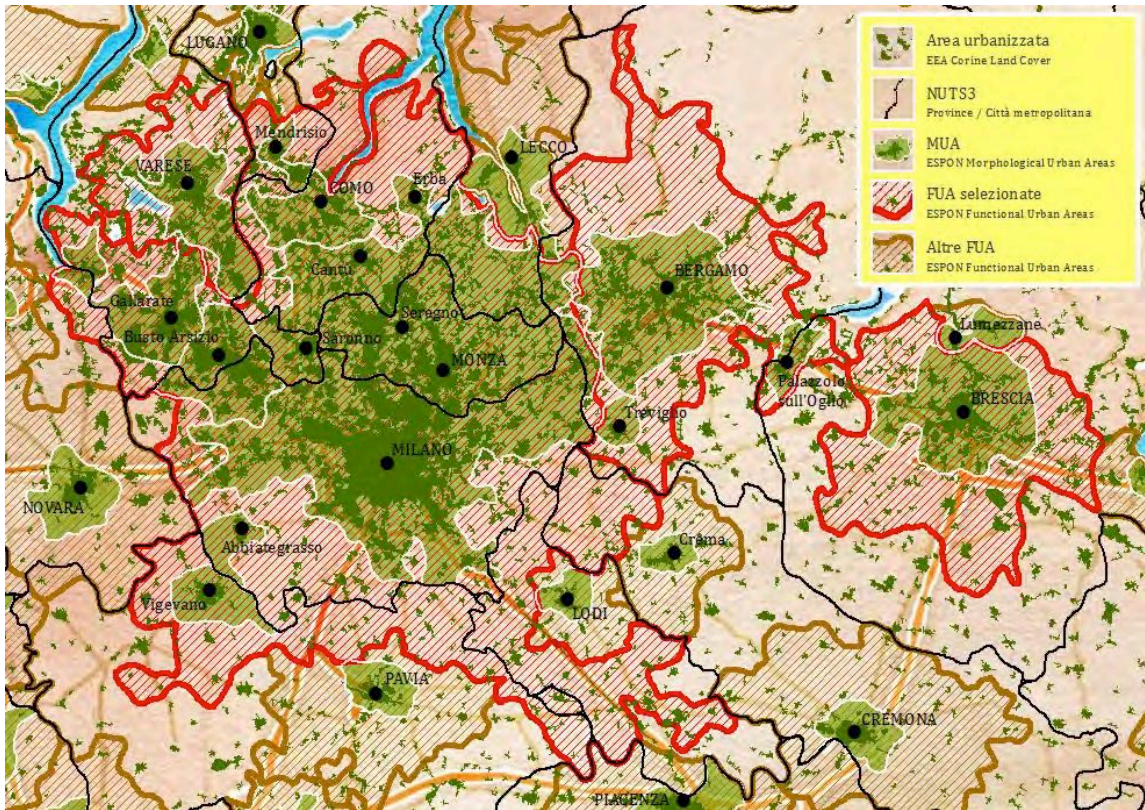 LUGANO
Mendrisio
VARESE
COMO
Erba
LECCO
Cantù
BERGAMO
Gallarate
Busto Arsizio
Saronno
Seregno
MONZA
Treviglio
Palazzolo
sull'Oglio
Lumezzane
BRESCIA
MILANO
NOVARA
Abbiategrasso
Vigevano
Crema
LODI
PAVIA
CREMONA
PIACENZA
Area urbanizzata
EEA Corine Land Cover
NUTS3
Province / Città metropolitana
MUA
ESPON Morphological Urban Areas
FUA selezionate
ESPON Functional Urban Areas
Altre FUA
ESPON Functional Urban Areas